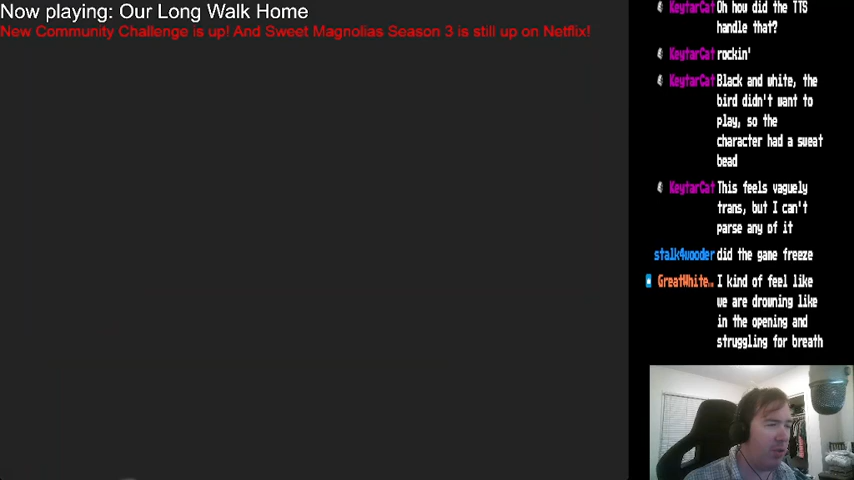 Now playing: Our Long Walk Home
New Community Challenge is up! And Sweet Magnolias Season 3 is still up on Netflix!
KeytarCat Oh how did the TTS
handle that?
KeytarCat rockin'
KeytarCat Black and white, the
bird didn't want to
play, so the
character had a sweat
bead
KeytarCat This feels vaguely
trans, but I can't
parse any of it
stalk4wooder did the game freeze
GreatWhite I kind of feel like
we are drowning like
in the opening and
struggling for breath